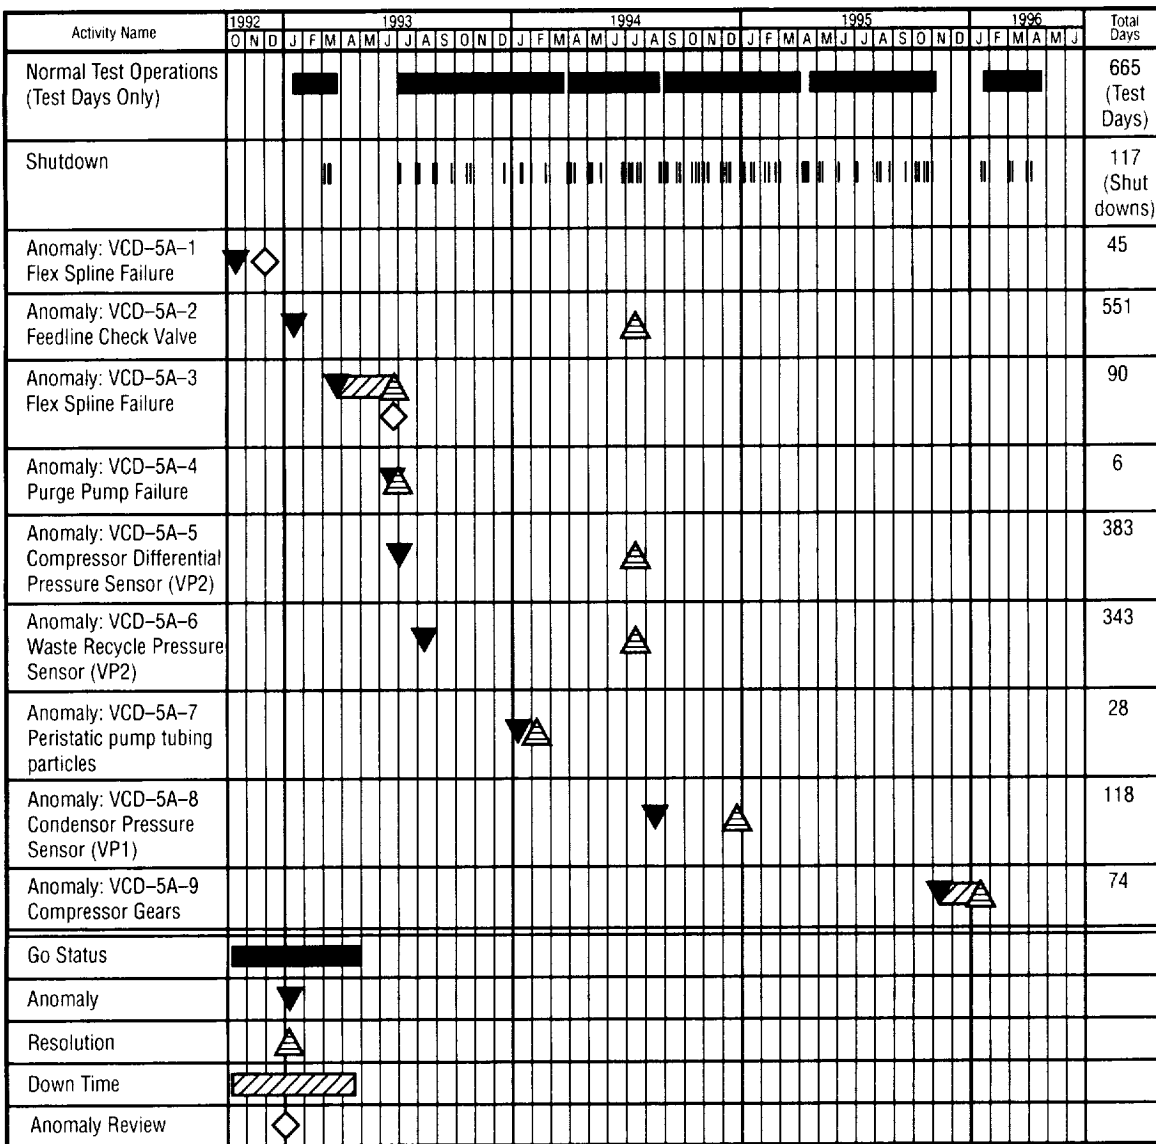 Activity Name
1992 1993 1994 1995 1996
Total
Days
O N D J F M A M J J A S O N D J F M A M J J A S O N D J F M A M J J A S O N D J F M A M J
Normal Test Operations
(Test Days Only)
665
(Test
Days)
Shutdown
117
(Shut
downs)
Anomaly: VCD–5A–1
Flex Spline Failure
45
Anomaly: VCD–5A–2
Feedline Check Valve
551
Anomaly: VCD–5A–3
Flex Spline Failure
90
Anomaly: VCD–5A–4
Purge Pump Failure
6
Anomaly: VCD–5A–5
Compressor Differential
Pressure Sensor (VP2)
383
Anomaly: VCD–5A–6
Waste Recycle Pressure
Sensor (VP2)
343
Anomaly: VCD–5A–7
Peristatic pump tubing
particles
28
Anomaly: VCD–5A–8
Condensor Pressure
Sensor (VP1)
118
Anomaly: VCD–5A–9
Compressor Gears
74
Go Status
Anomaly
Resolution
Down Time
Anomaly Review